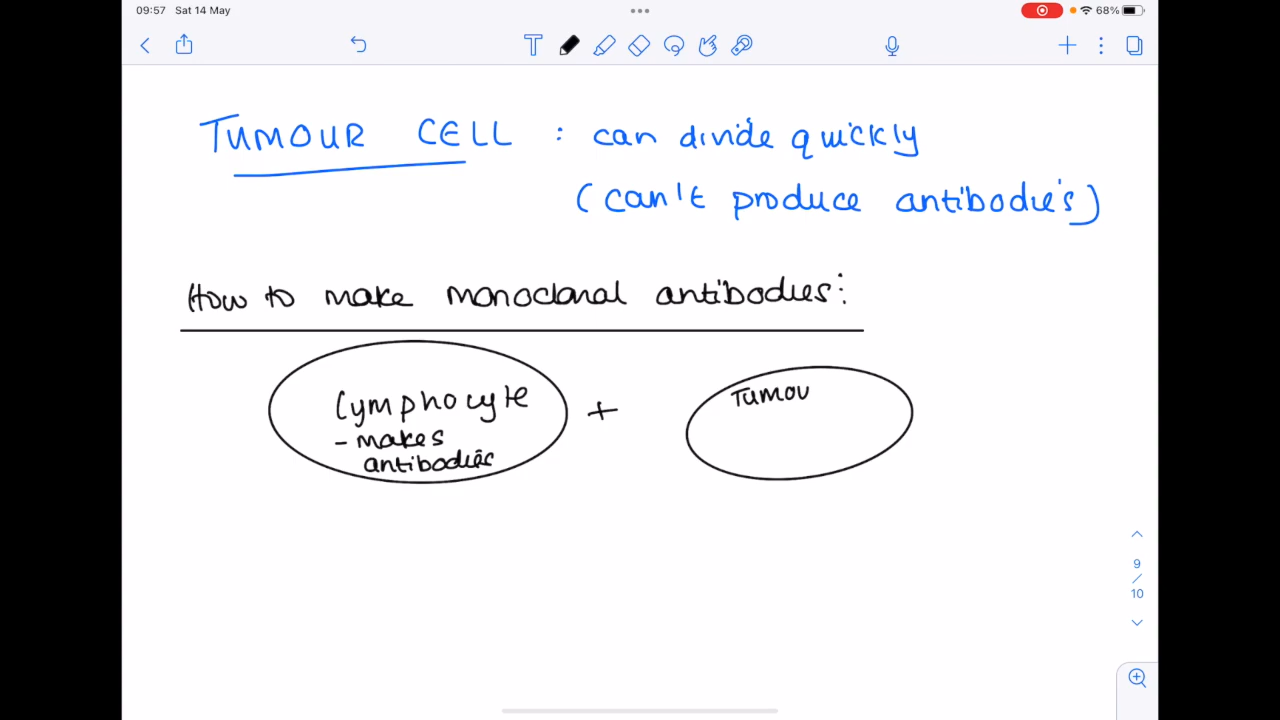 09:57 Sat 14 May
68%
TUMOUR CELL : can divide quickly
(can't produce antibodies)
How to make monoclonal antibodies:
Lymphocyte + Tumou
- makes
antibodies
9
/
10